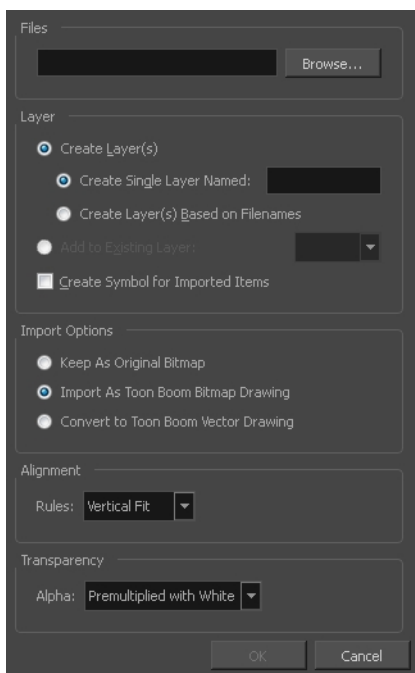 Files
Browse...
Layer
Create Layer(s)
Create Single Layer Named:
Create Layer(s) Based on Filenames
Add to Existing Layer:
Create Symbol for Imported Items
Import Options
Keep As Original Bitmap
Import As Toon Boom Bitmap Drawing
Convert to Toon Boom Vector Drawing
Alignment
Rules: Vertical Fit
Transparency
Alpha: Premultiplied with White
OK Cancel